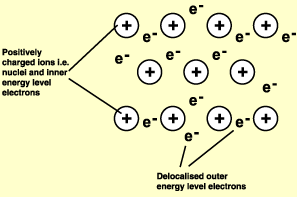 e-
+ + + +
e- e- e-
Positively
charged ions i.e.
nuclei and inner
energy level
electrons
e- e- e-
+ + +
e-
e-
+ + + +
e- e-
e-
Delocalised outer
energy level electrons